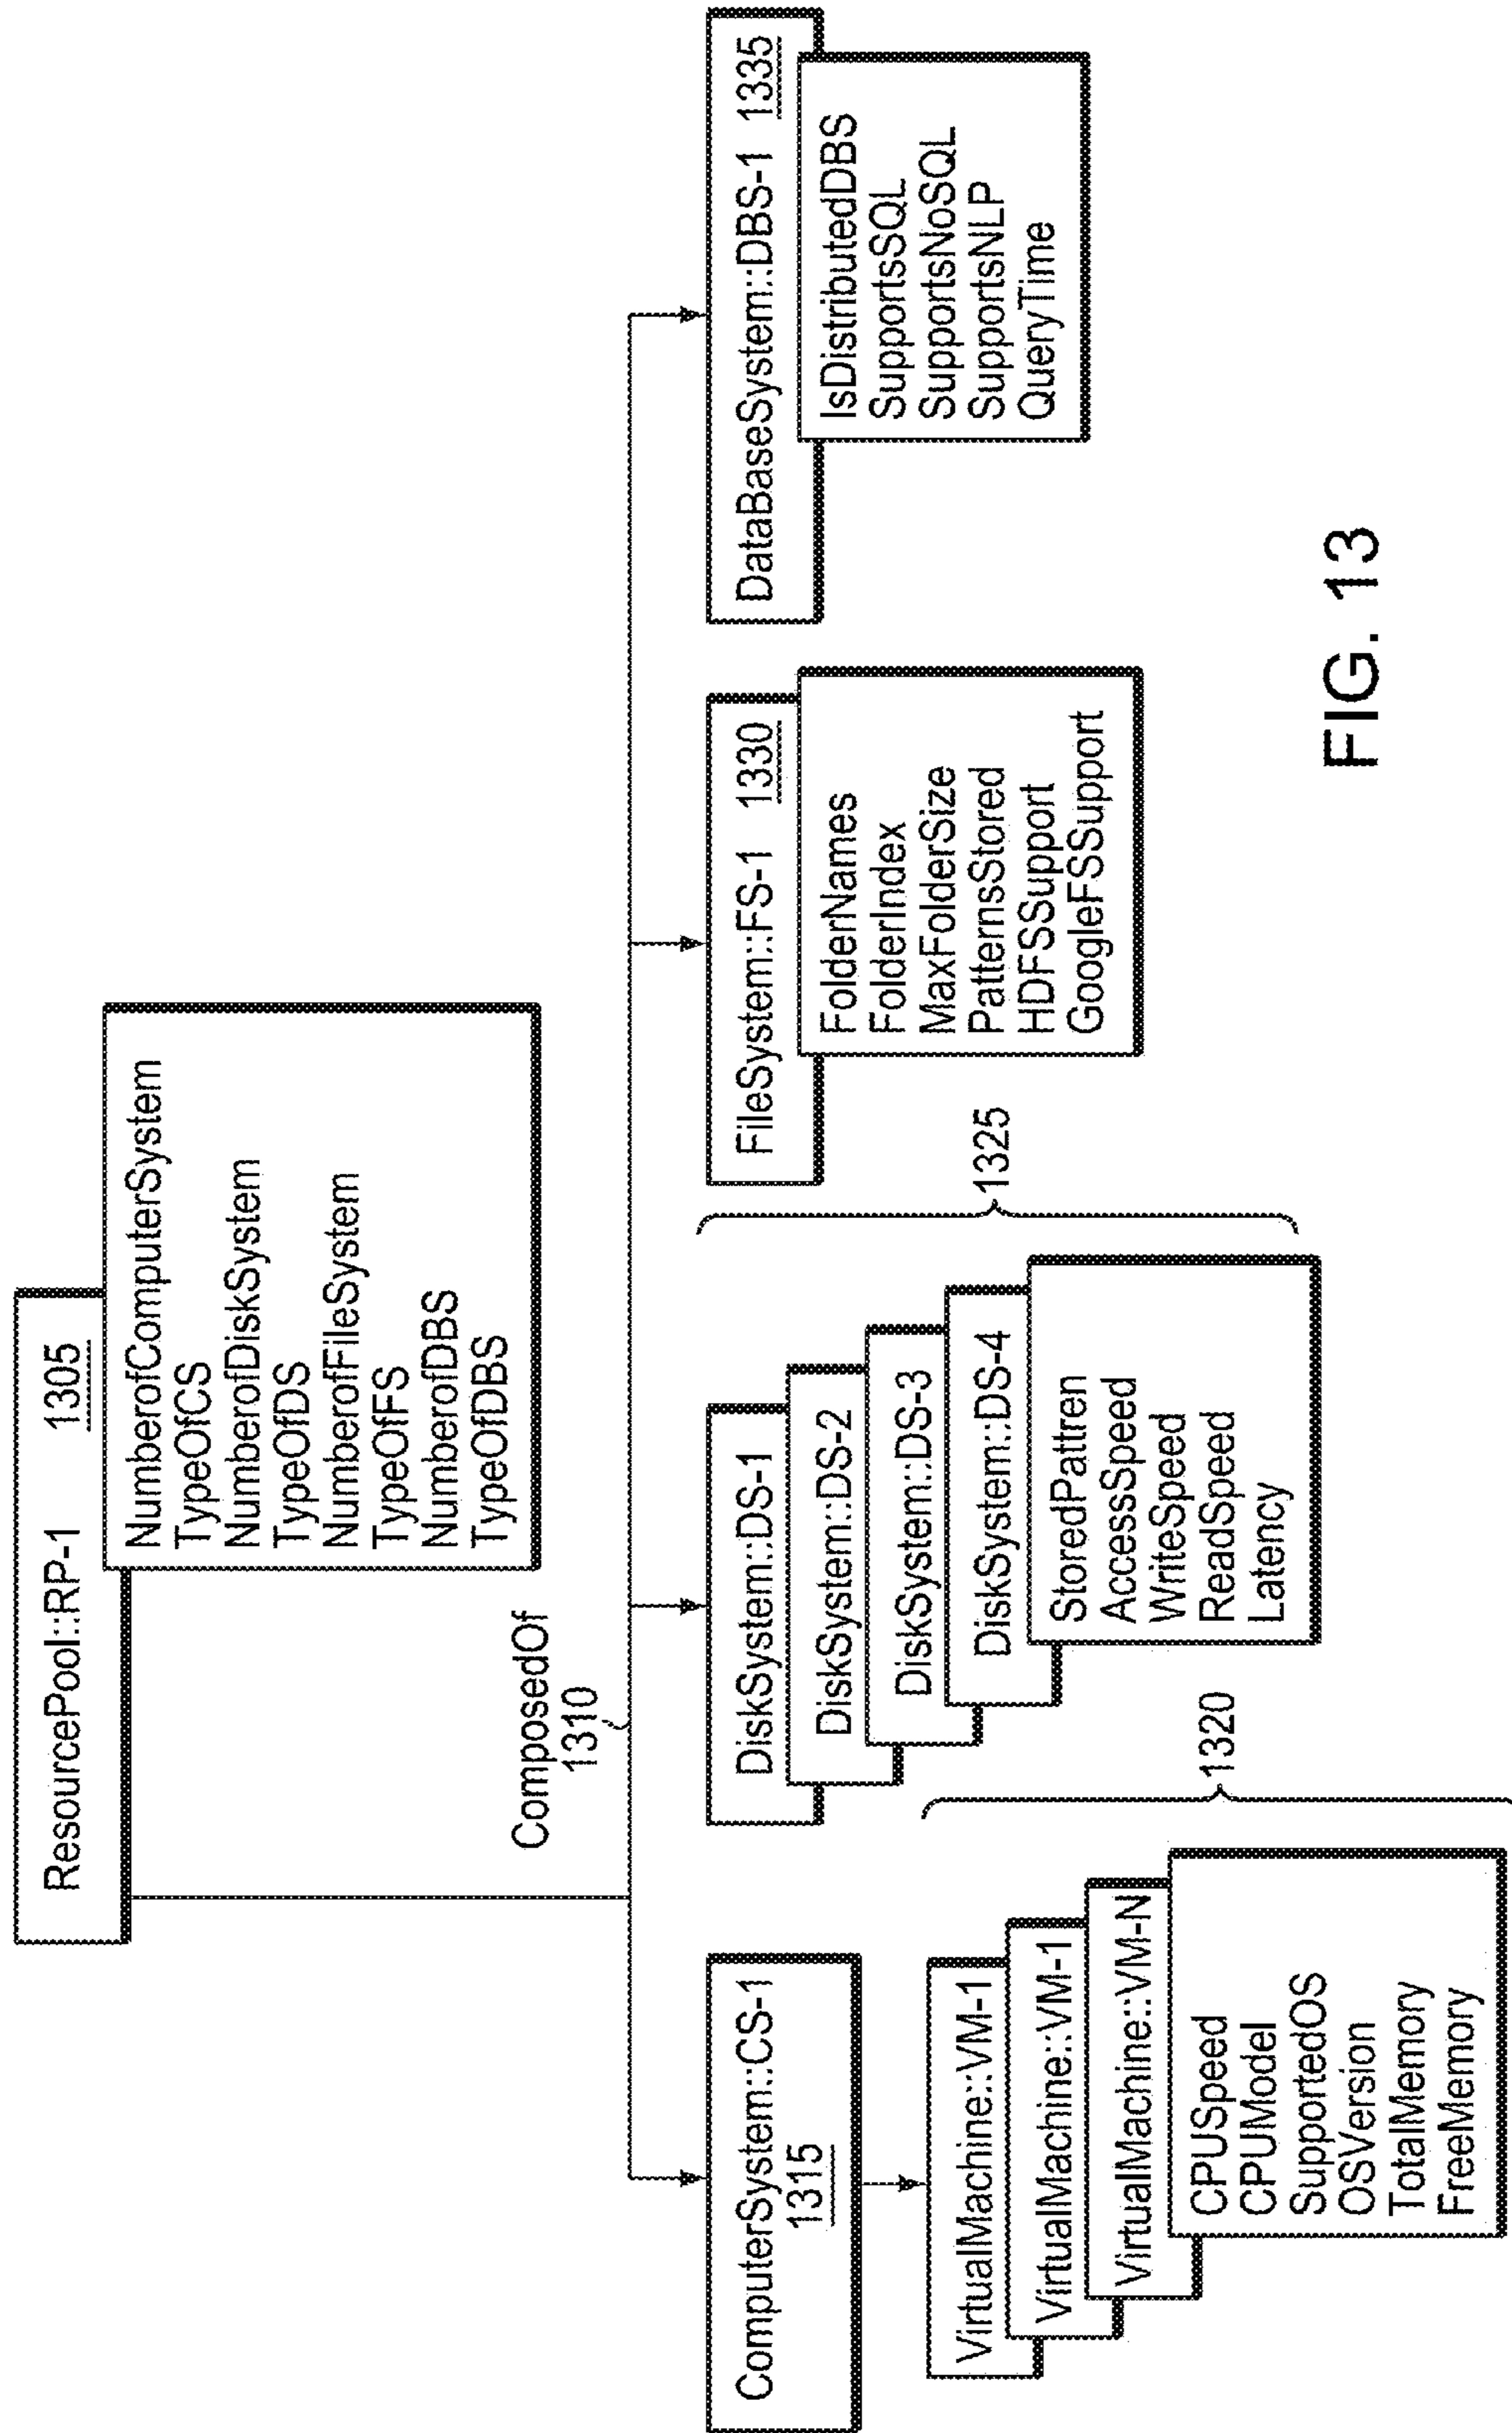 ResourcePool::RP-1 1305
NumberofComputerSystem
TypeOfCS
NumberofDiskSystem
TypeOfDS
NumberofFileSystem
TypeOfFS
NumberofDBS
TypeOfDBS
ComposedOf
1310
ComputerSystem::CS-1
1315
VirtualMachine::VM-1
VirtualMachine::VM-1
VirtualMachine::VM-N
CPUSpeed
CPUModel
SupportedOS
OSVersion
TotalMemory
FreeMemory
1320
DiskSystem::DS-1
DiskSystem::DS-2
DiskSystem::DS-3
DiskSystem::DS-4
StoredPattren
AccessSpeed
WriteSpeed
ReadSpeed
Latency
1325
FileSystem::FS-1 1330
FolderNames
FolderIndex
MaxFolderSize
PatternsStored
HDFSSupport
GoogleFSSupport
DataBaseSystem::DBS-1 1335
IsDistributedDBS
SupportsSQL
SupportsNoSQL
SupportsNLP
QueryTime
FIG. 13